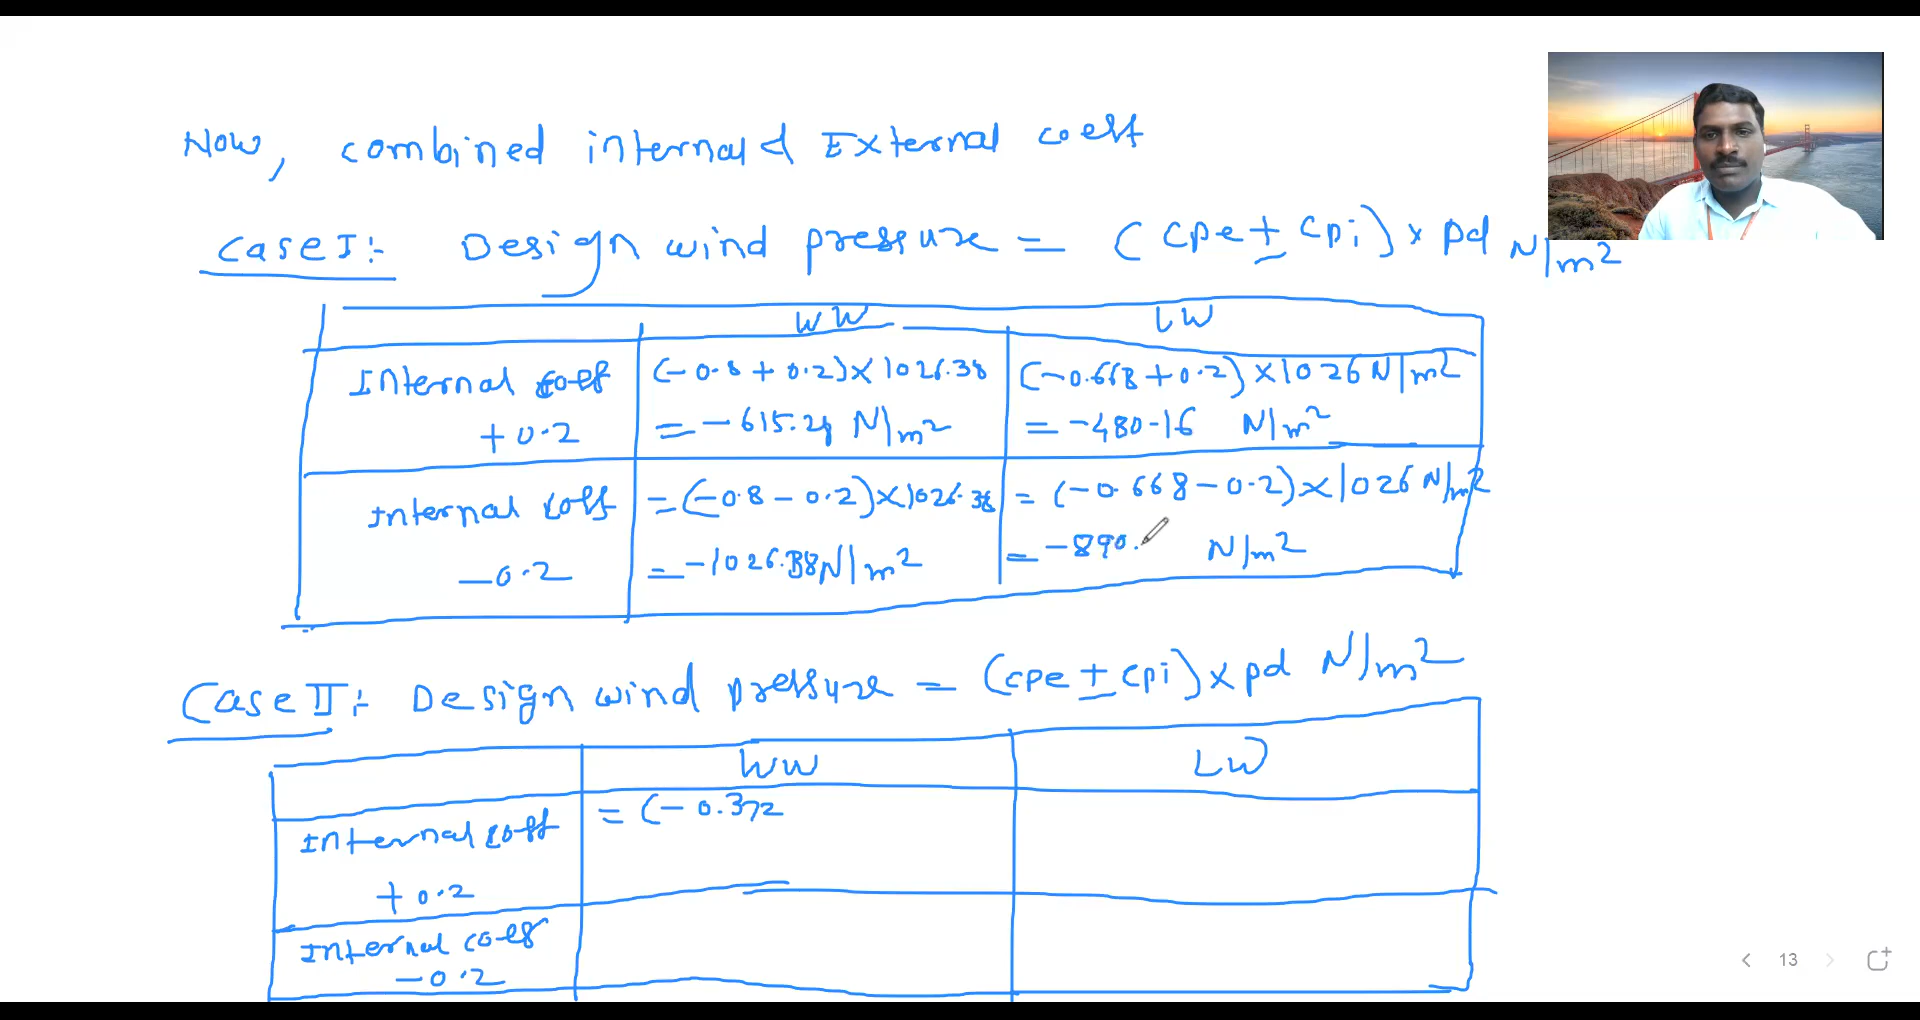 Now, combined internal & External coeff
Case I:- Design wind pressure = (cpe ± cpi) × pd N/m2
WW LW
Internal coeff (-0.8 + 0.2) × 1026.38 (-0.668 + 0.2) × 1026 N/m2
+ 0.2 = - 615.28 N/m2 = -480.16 N/m2
Internal coeff = (-0.8 - 0.2) × 1026.38 = (-0.668 - 0.2) × 1026 N/m2
- 0.2 = -1026.38 N/m2 = -890. N/m2
Case II:- Design wind pressure = (cpe ± cpi) × pd N/m2
WW LW
= (- 0.372
Internal coeff
+ 0.2
Internal coeff
- 0.2
13